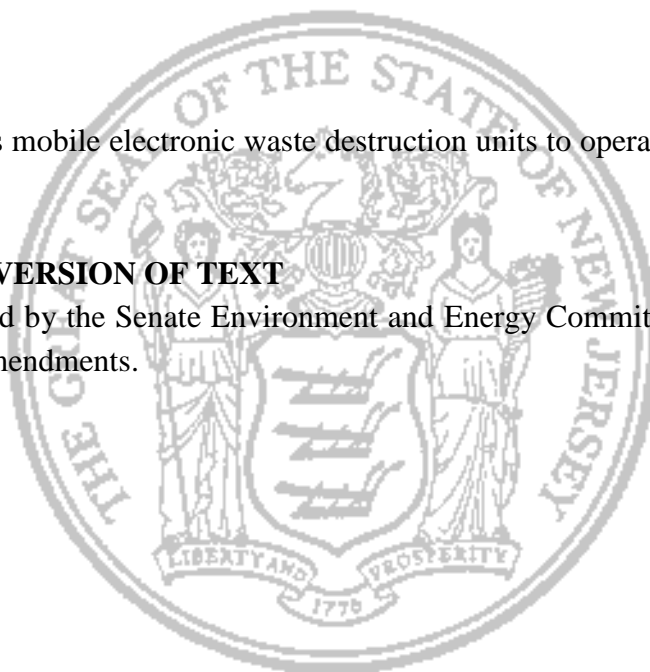 THE GREAT SEAL OF THE STATE OF NEW JERSEY
s mobile electronic waste destruction units to opera
VERSION OF TEXT
d by the Senate Environment and Energy Commit
mendments.
LIBERTY AND PROSPERITY
1776